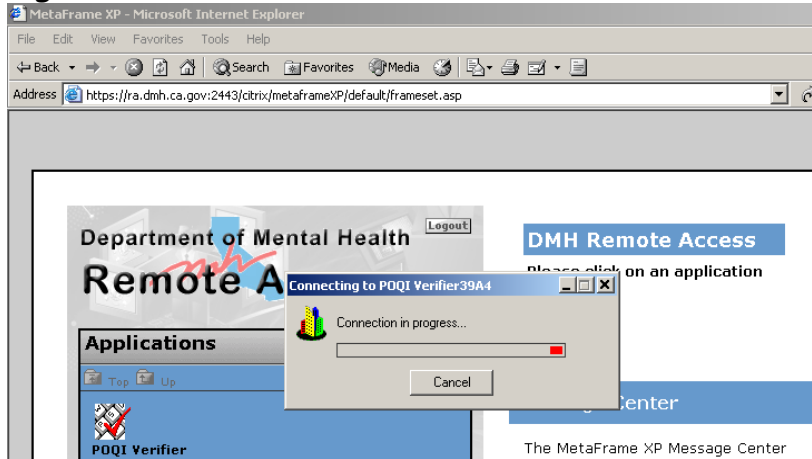 MetaFrame XP - Microsoft Internet Explorer
File Edit View Favorites Tools Help
Back Search Favorites Media
Address https://ra.dmh.ca.gov:2443/citrix/metaframeXP/default/frameset.asp
Department of Mental Health
Logout
Remote A
DMH Remote Access
Please click on an application
Connecting to POQI Verifier39A4
Connection in progress...
Cancel
Applications
Top Up
POQI Verifier
Center
The MetaFrame XP Message Center